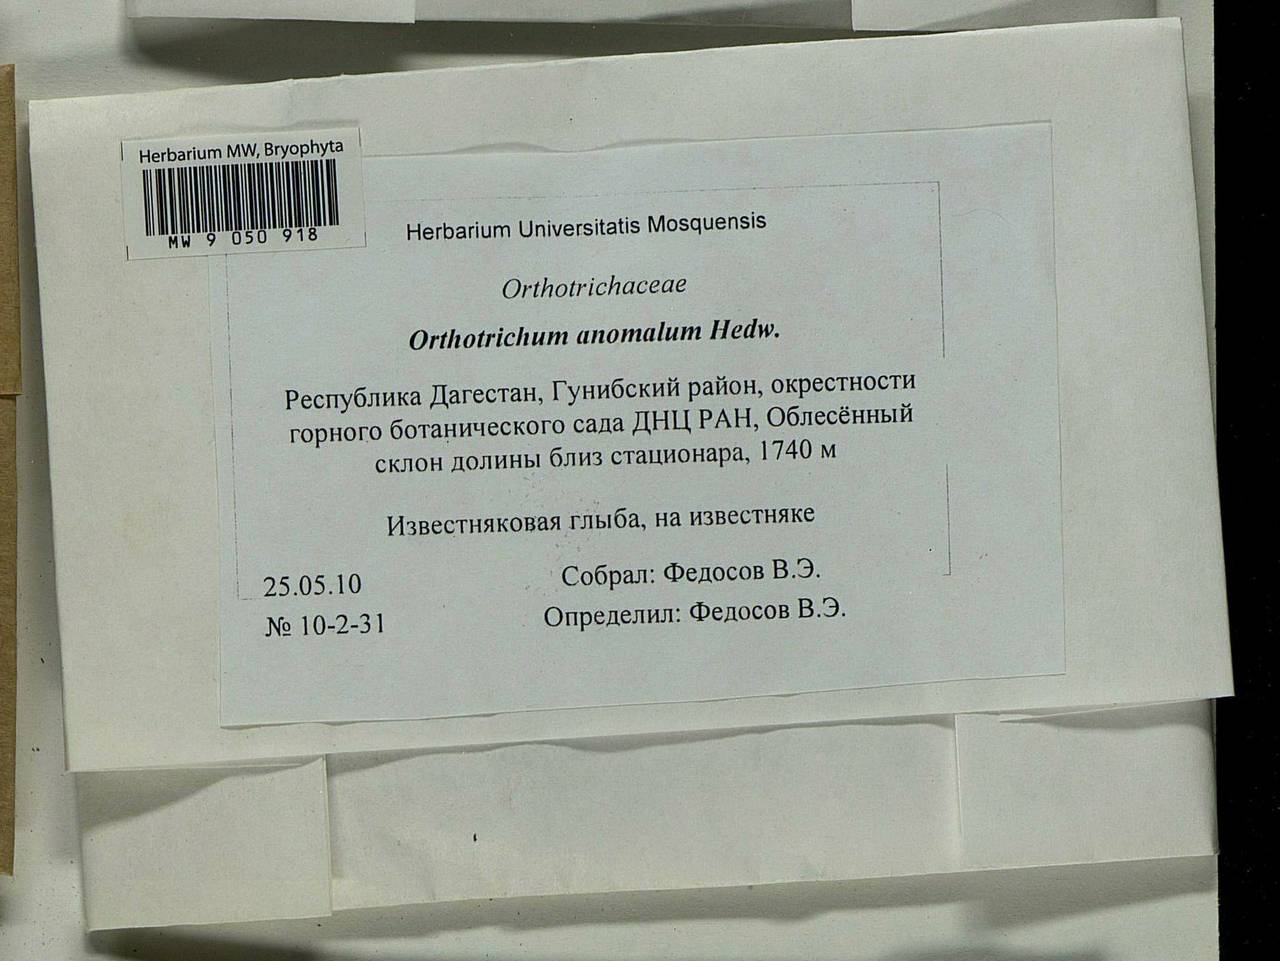 Herbarium MW, Bryophyta
MW 9 050 918
Herbarium Universitatis Mosquensis
Orthotrichaceae
Orthotrichum anomalum Hedw.
Республика Дагестан, Гунибский район, окрестности
горного ботанического сада ДНЦ РАН, Облесённый
склон долины близ стационара, 1740 м
Известняковая глыба, на известняке
25.05.10
Собрал: Федосов В.Э.
№ 10-2-31
Определил: Федосов В.Э.